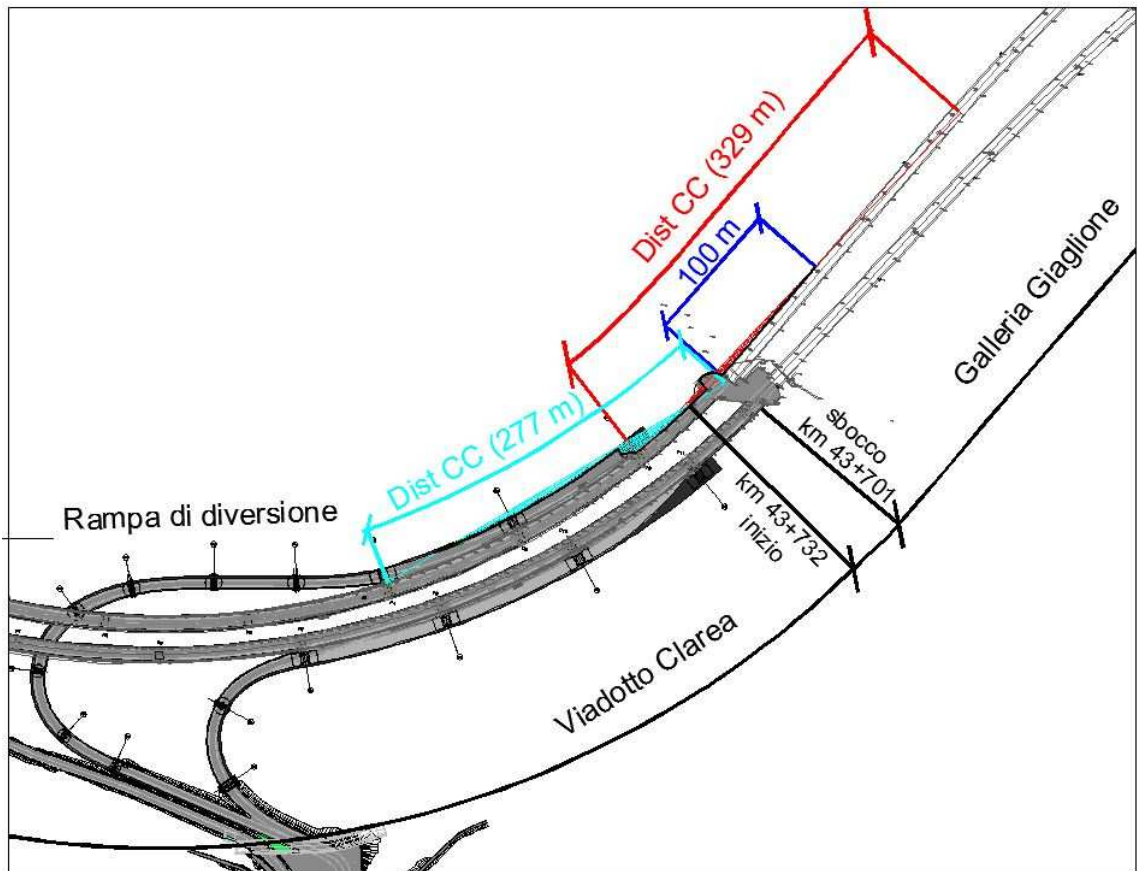 Dist CC (329 m)
100 m
Galleria Giaglione
Dist CC (277 m)
sbocco
km 43+701
km 43+732
inizio
Rampa di diversione
Viadotto Clarea